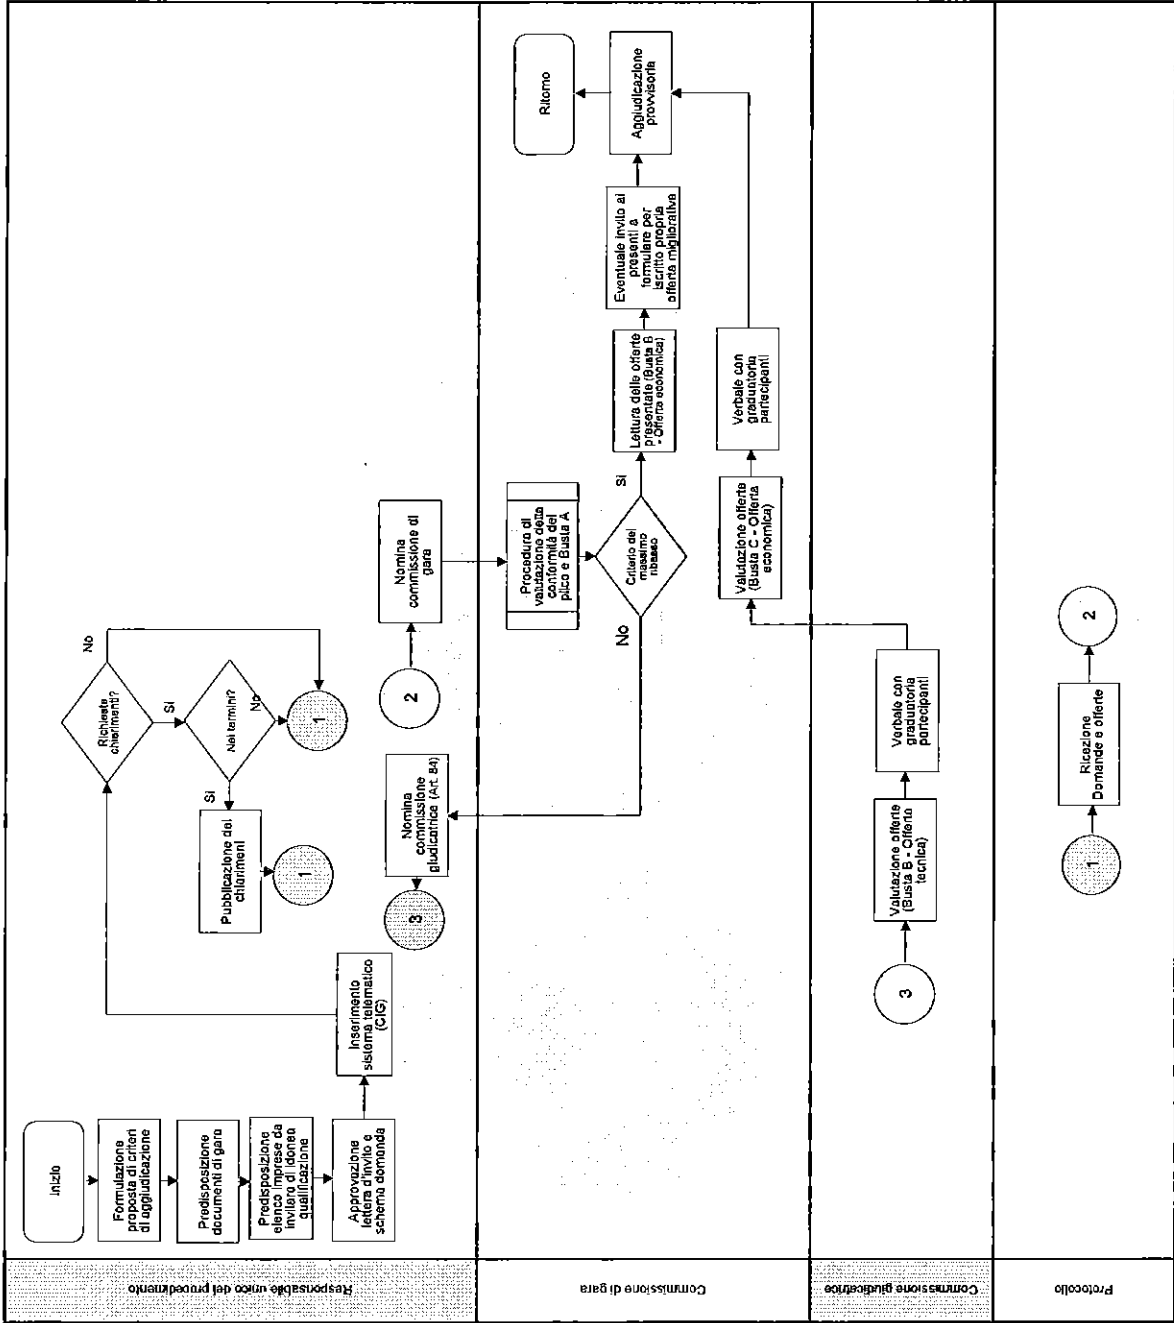 Responsabile unico del procedimento
Inizio
Formulazione
proposta di criteri
di aggiudicazione
Predisposizione
documenti di gara
Predisposizione
elenco imprese da
invitare di idonea
qualificazione
Approvazione
lettera d'invito e
schema domanda
Inserimento
sistema telematico
(CIG)
Richieste
chiarimenti?
No
Si
Nei termini?
No
Si
1
Pubblicazione dei
chiarimenti
1
2
Nomina
commissione di
gara
Nomina
commissione
giudicatrice (Art. 84)
3
Commissione di gara
Procedura di
valutazione della
conformità del
plico e Busta A
Criterio del
massimo
ribasso
No
Si
Lettura delle offerte
presentate (Busta B
- Offerta economica)
Eventuale invito ai
presenti a
formulare per
iscritto propria
offerta migliorativa
Aggiudicazione
provvisoria
Ritorno
Valutazione offerte
(Busta C - Offerta
economica)
Verbale con
graduatoria
partecipanti
Commissione giudicatrice
3
Valutazione offerte
(Busta B - Offerta
tecnica)
Verbale con
graduatoria
partecipanti
Protocollo
1
Ricezione
Domande e offerte
2